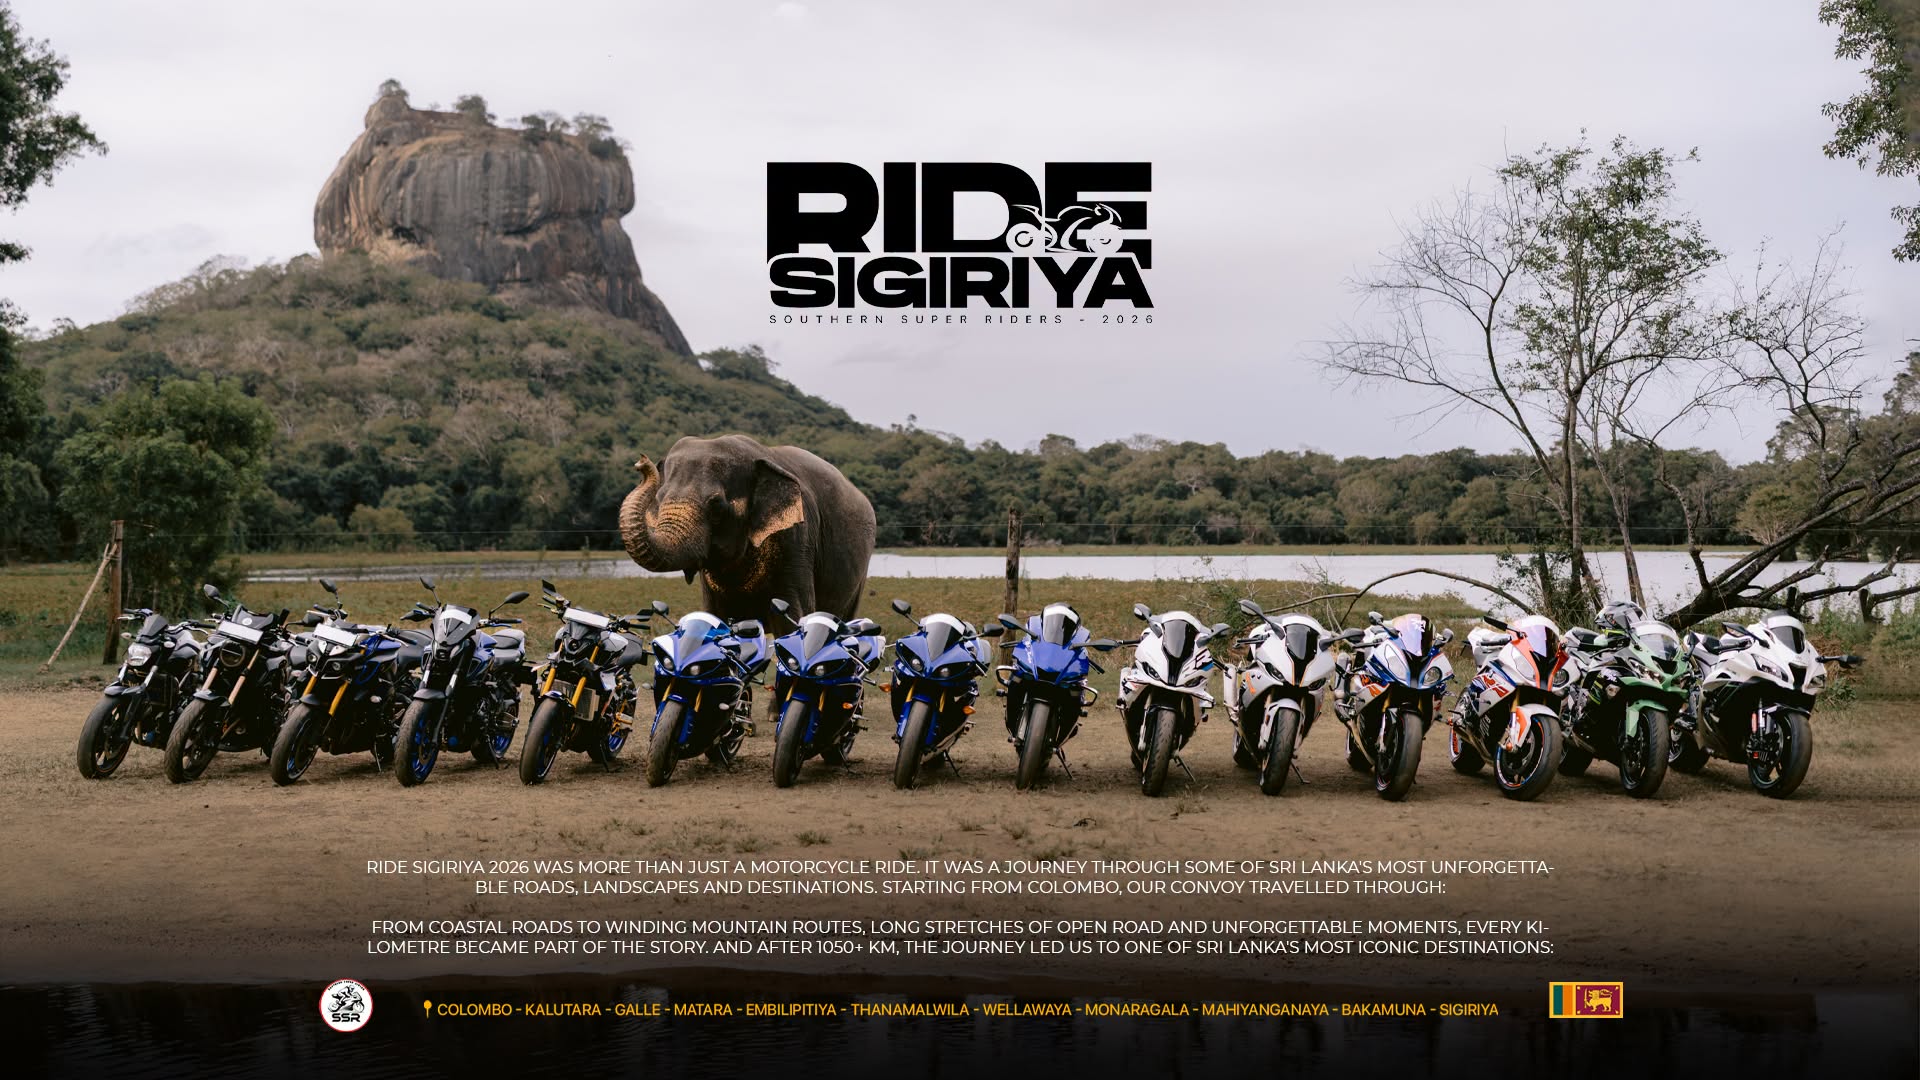 RIDE
SIGIRIYA
SOUTHERN SUPER RIDERS - 2026
RIDE SIGIRIYA 2026 WAS MORE THAN JUST A MOTORCYCLE RIDE. IT WAS A JOURNEY THROUGH SOME OF SRI LANKA'S MOST UNFORGETTA-
BLE ROADS, LANDSCAPES AND DESTINATIONS. STARTING FROM COLOMBO, OUR CONVOY TRAVELLED THROUGH:
FROM COASTAL ROADS TO WINDING MOUNTAIN ROUTES, LONG STRETCHES OF OPEN ROAD AND UNFORGETTABLE MOMENTS, EVERY KI-
LOMETRE BECAME PART OF THE STORY. AND AFTER 1050+ KM, THE JOURNEY LED US TO ONE OF SRI LANKA'S MOST ICONIC DESTINATIONS:
SSR
COLOMBO - KALUTARA - GALLE - MATARA - EMBILIPITIYA - THANAMALWILA - WELLAWAYA - MONARAGALA - MAHIYANGANAYA - BAKAMUNA - SIGIRIYA